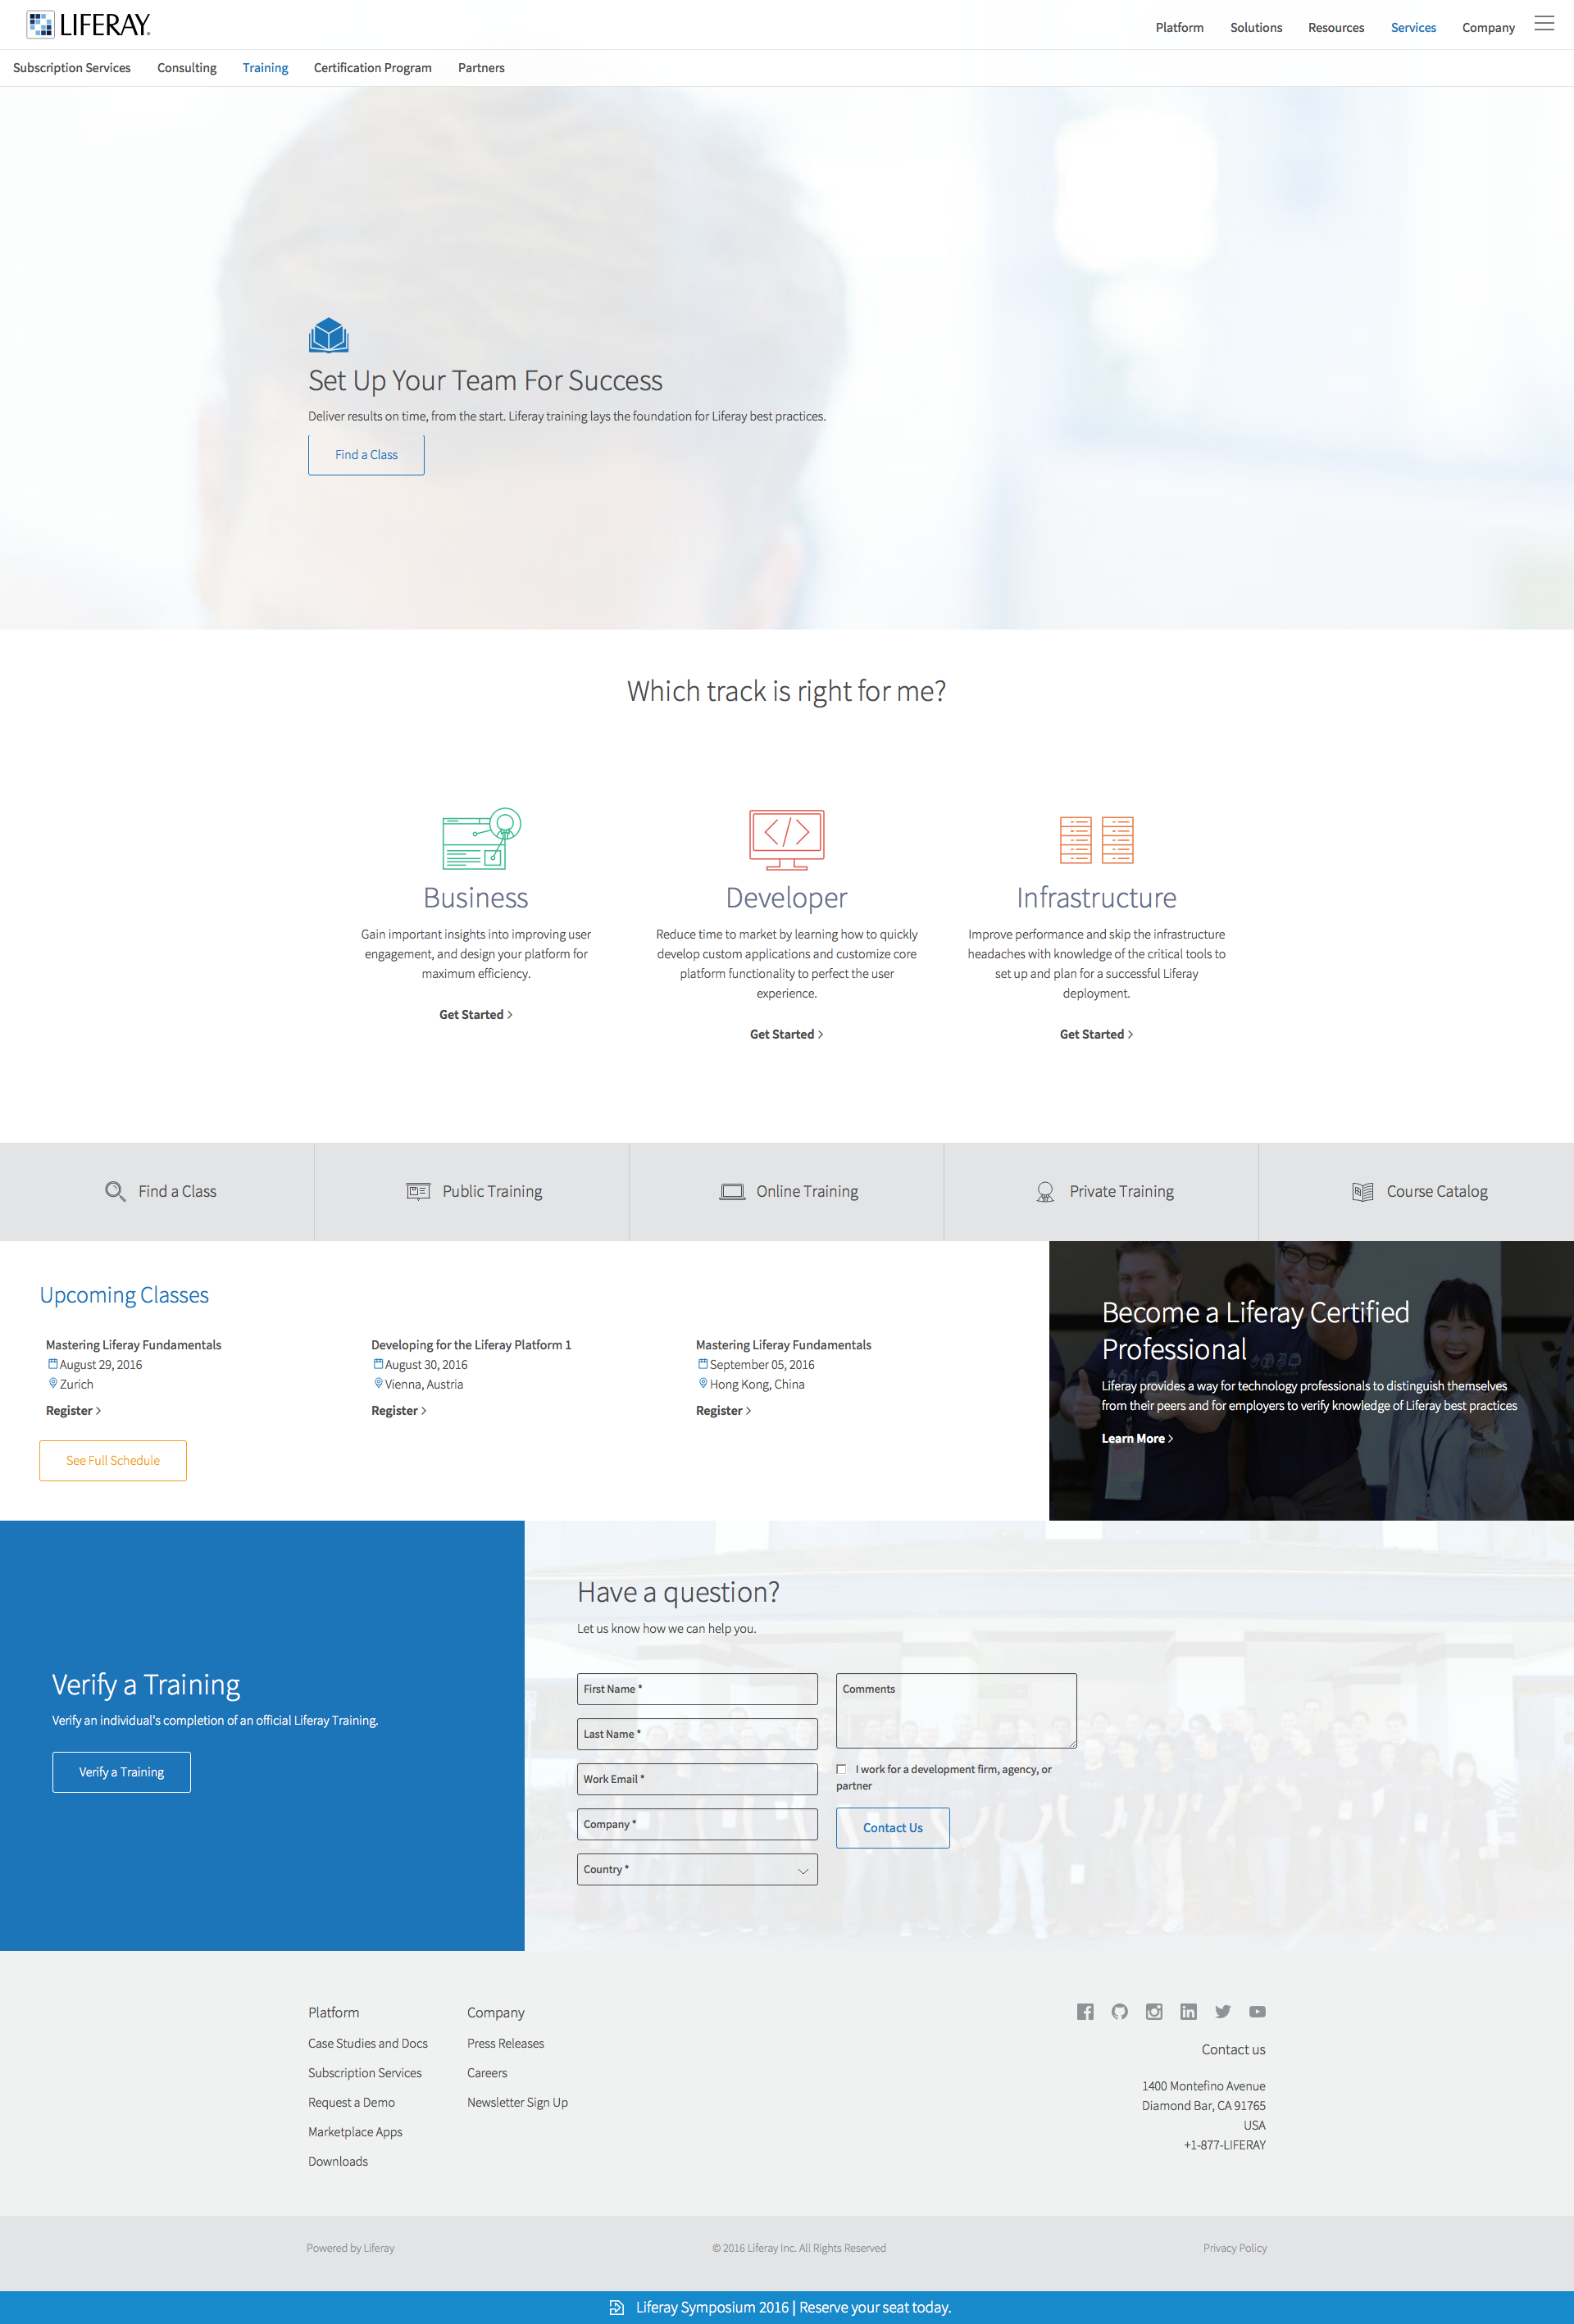 LIFERAY.
Platform Solutions Resources Services Company
Subscription Services Consulting Training Certification Program Partners
Set Up Your Team For Success
Deliver results on time, from the start. Liferay training lays the foundation for Liferay best practices.
Find a Class
Which track is right for me?
Business
Gain important insights into improving user
engagement, and design your platform for
maximum efficiency.
Get Started
Developer
Reduce time to market by learning how to quickly
develop custom applications and customize core
platform functionality to perfect the user
experience.
Get Started
Infrastructure
Improve performance and skip the infrastructure
headaches with knowledge of the critical tools to
set up and plan for a successful Liferay
deployment.
Get Started
Find a Class
Public Training
Online Training
Private Training
Course Catalog
Upcoming Classes
Mastering Liferay Fundamentals
August 29, 2016
Zurich
Register
Developing for the Liferay Platform 1
August 30, 2016
Vienna, Austria
Register
Mastering Liferay Fundamentals
September 05, 2016
Hong Kong, China
Register
See Full Schedule
Become a Liferay Certified
Professional
Liferay provides a way for technology professionals to distinguish themselves
from their peers and for employers to verify knowledge of Liferay best practices
Learn More
Verify a Training
Verify an individual's completion of an official Liferay Training.
Verify a Training
Have a question?
Let us know how we can help you.
First Name *
Last Name *
Work Email *
Company *
Country *
Comments
I work for a development firm, agency, or
partner
Contact Us
Platform
Case Studies and Docs
Subscription Services
Request a Demo
Marketplace Apps
Downloads
Company
Press Releases
Careers
Newsletter Sign Up
Contact us
1400 Montefino Avenue
Diamond Bar, CA 91765
USA
+1-877-LIFERAY
Powered by Liferay
© 2016 Liferay Inc. All Rights Reserved
Privacy Policy
Liferay Symposium 2016 | Reserve your seat today.